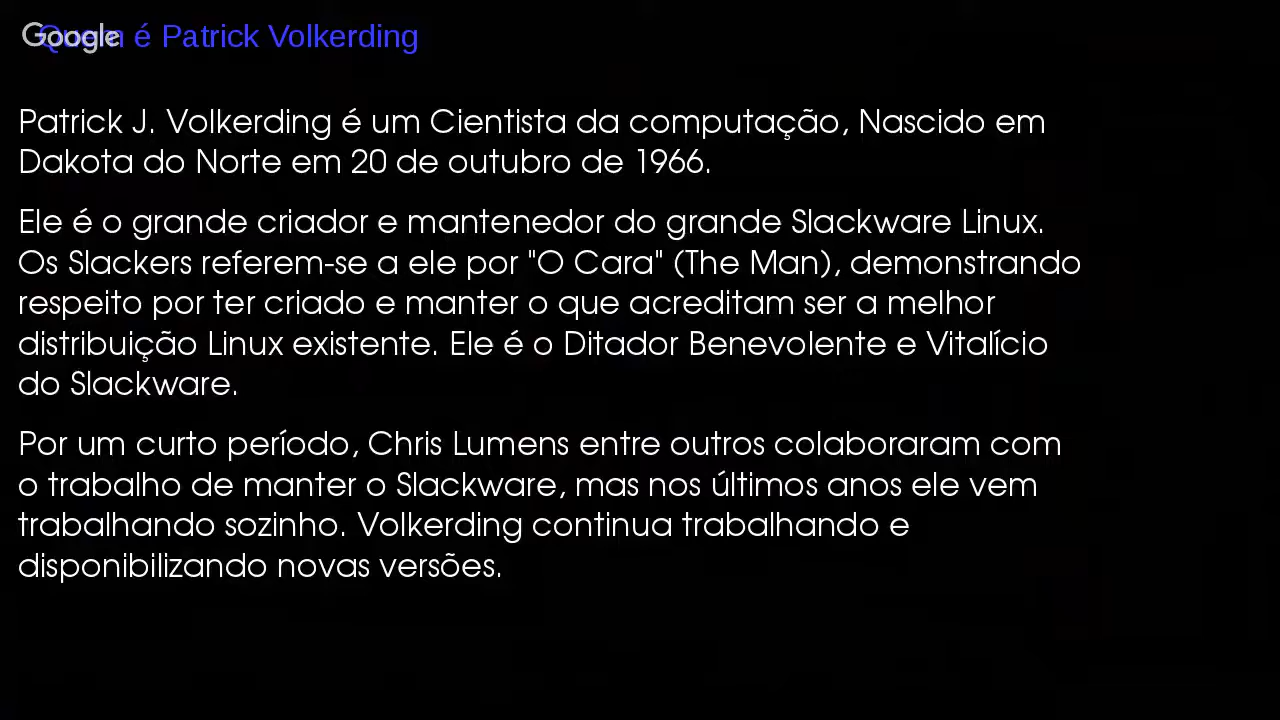 Google
Quem é Patrick Volkerding
Patrick J. Volkerding é um Cientista da computação, Nascido em
Dakota do Norte em 20 de outubro de 1966.
Ele é o grande criador e mantenedor do grande Slackware Linux.
Os Slackers referem-se a ele por "O Cara" (The Man), demonstrando
respeito por ter criado e manter o que acreditam ser a melhor
distribuição Linux existente. Ele é o Ditador Benevolente e Vitalício
do Slackware.
Por um curto período, Chris Lumens entre outros colaboraram com
o trabalho de manter o Slackware, mas nos últimos anos ele vem
trabalhando sozinho. Volkerding continua trabalhando e
disponibilizando novas versões.